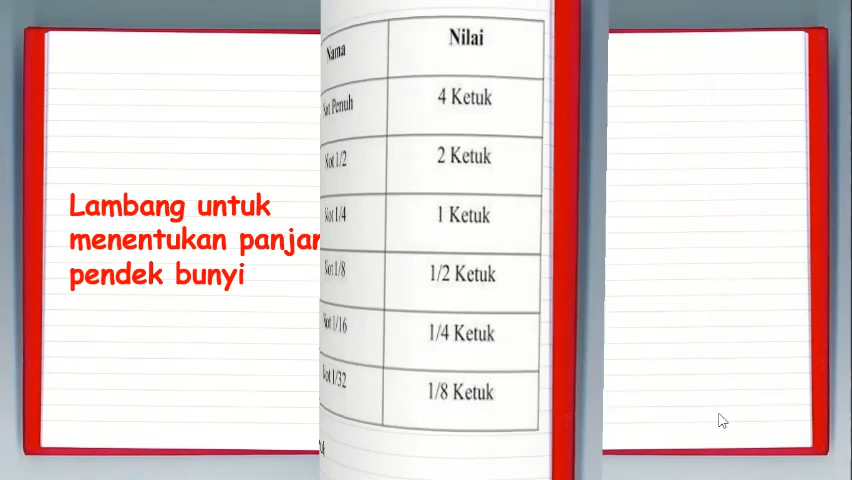 Lambang untuk
menentukan
pendek bunyi
Nama Nilai
Not Penuh 4 Ketuk
Not 1/2 2 Ketuk
Not 1/4 1 Ketuk
Not 1/8 1/2 Ketuk
Not 1/16 1/4 Ketuk
Not 1/32 1/8 Ketuk